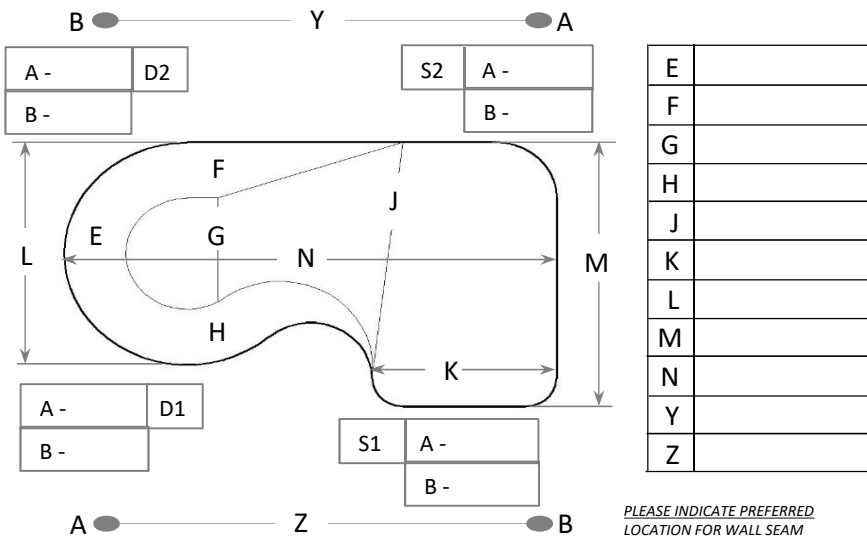 B Y A
A - D2
B -
S2 A -
B -
E
F
G
H
J
K
L
M
N
Y
Z
F
J
E G
L N M
H
K
A - D1
B -
S1 A -
B -
A Z B
PLEASE INDICATE PREFERRED
LOCATION FOR WALL SEAM